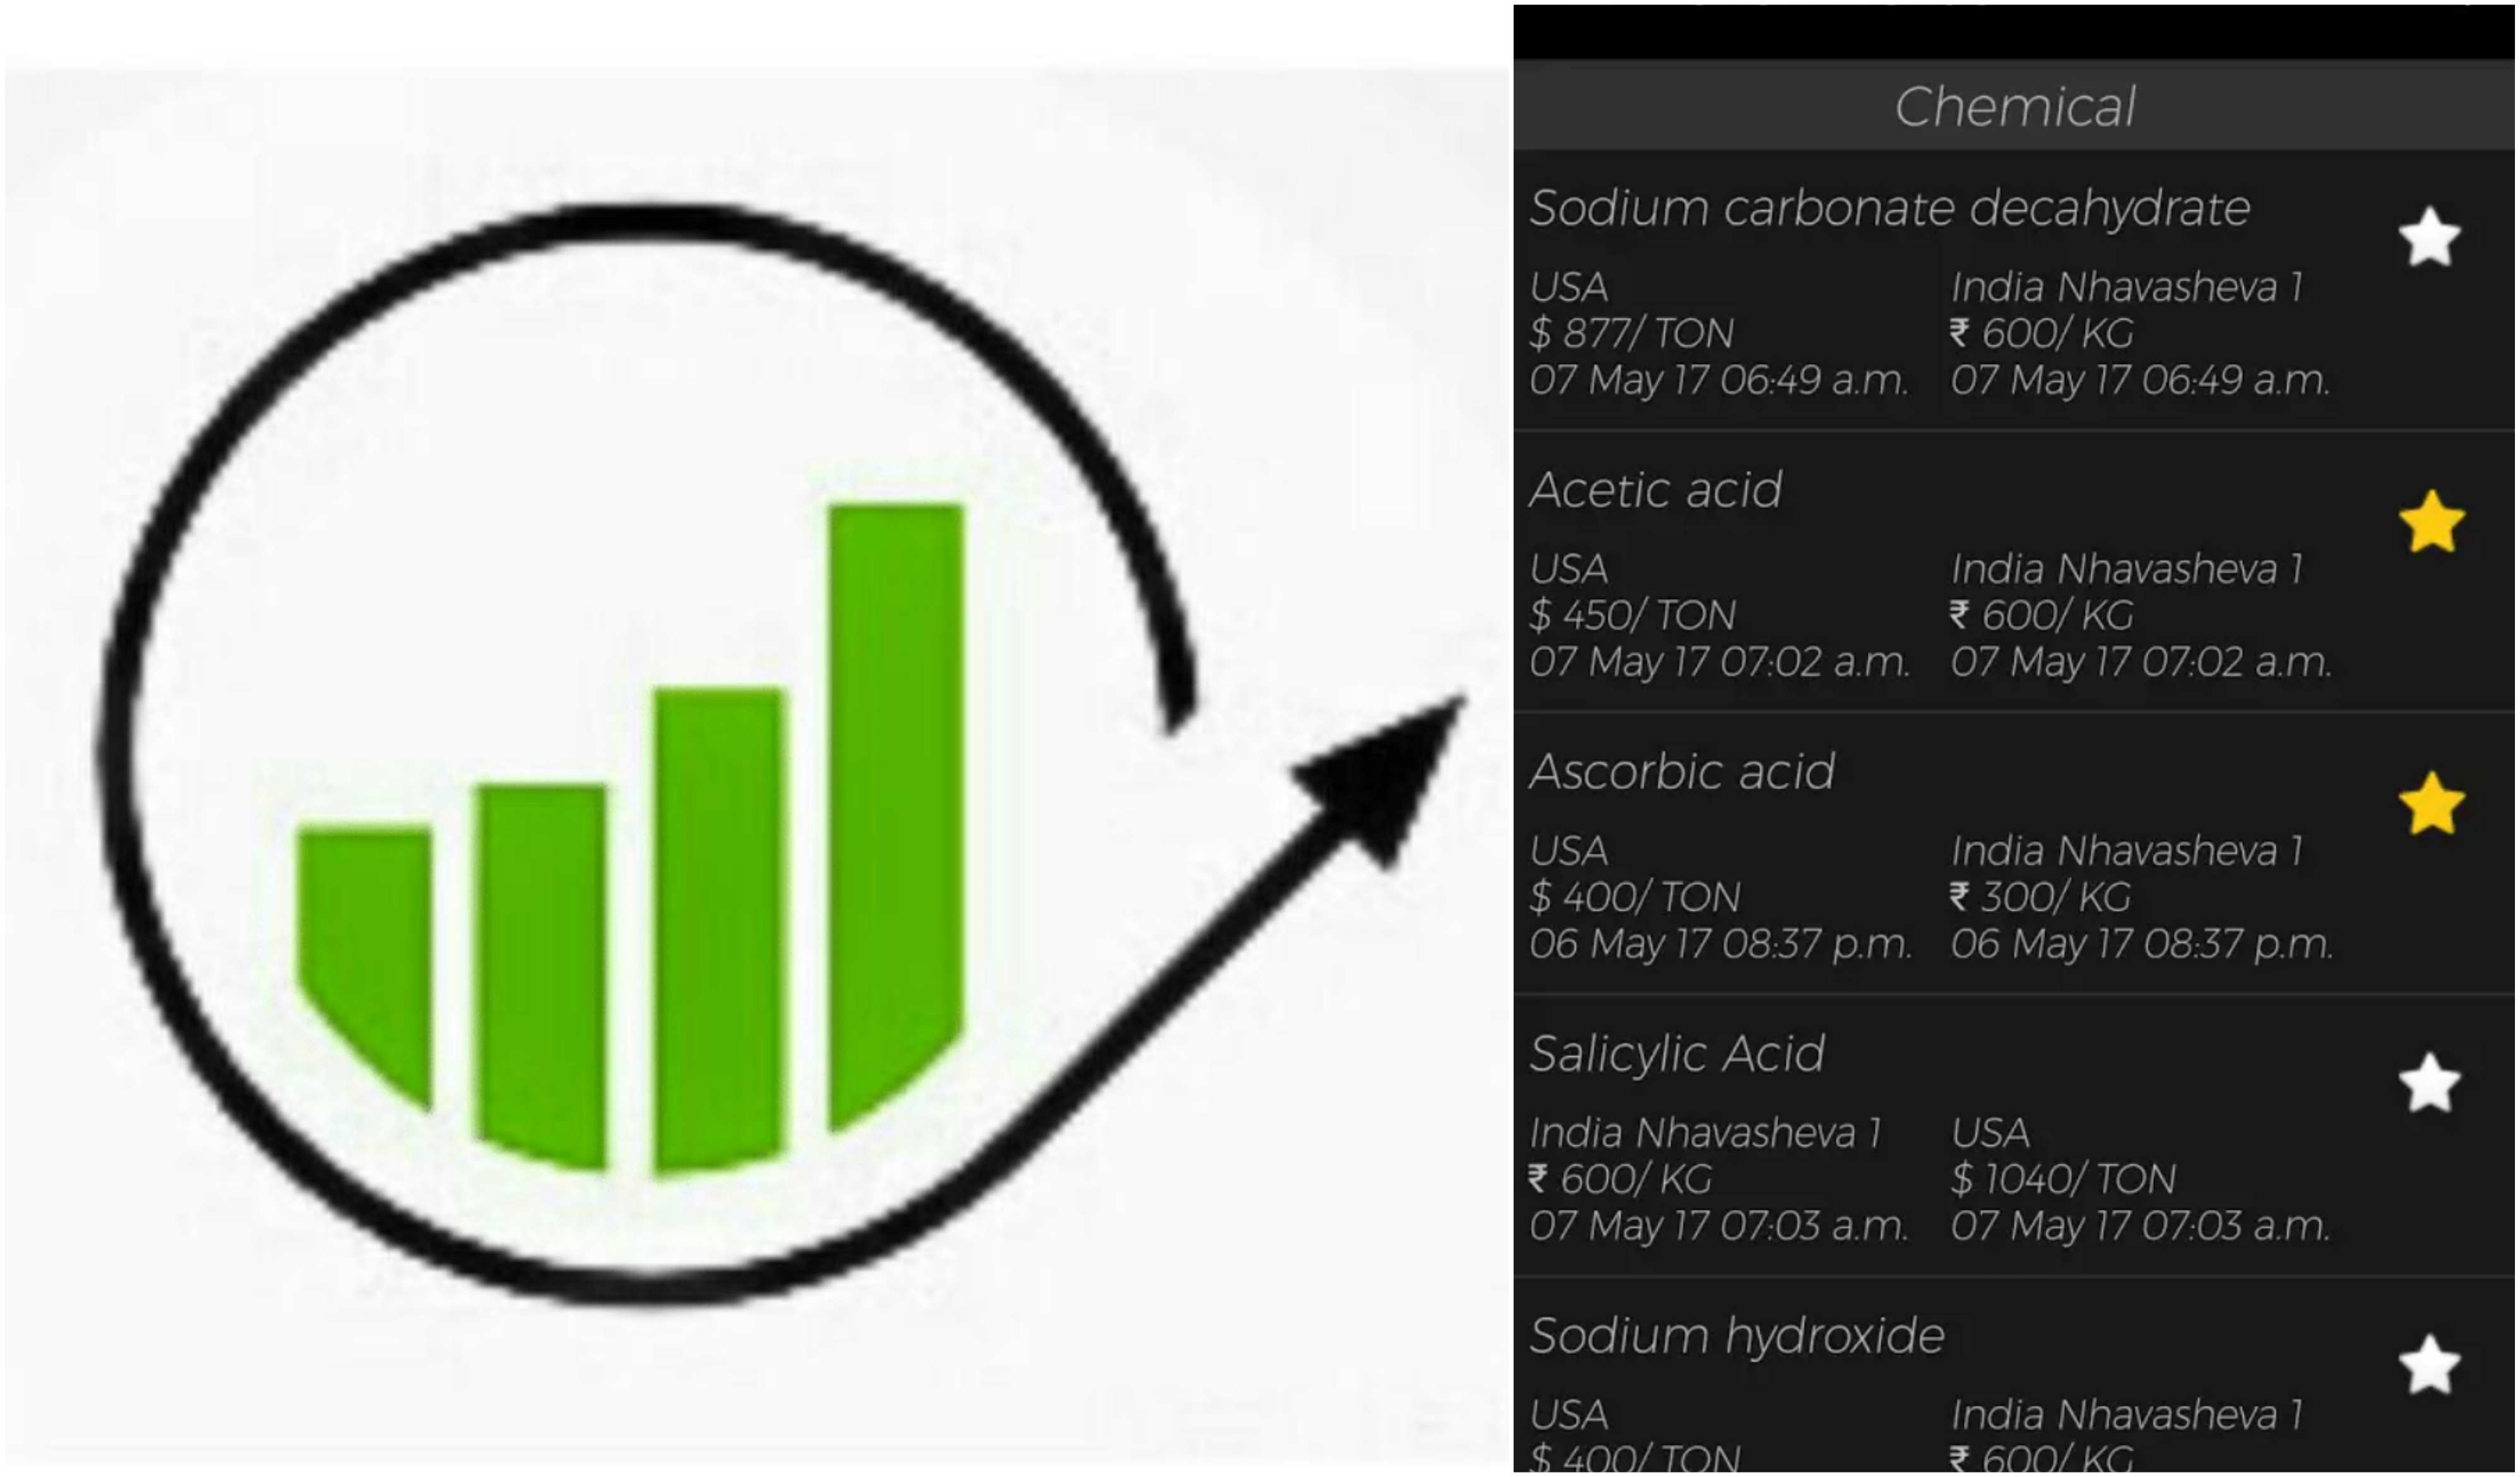 Chemical
Sodium carbonate decahydrate
USA India Nhavasheva 1
$ 877/ TON ₹ 600/ KG
07 May 17 06:49 a.m. 07 May 17 06:49 a.m.
Acetic acid
USA India Nhavasheva 1
$ 450/ TON ₹ 600/ KG
07 May 17 07:02 a.m. 07 May 17 07:02 a.m.
Ascorbic acid
USA India Nhavasheva 1
$ 400/ TON ₹ 300/ KG
06 May 17 08:37 p.m. 06 May 17 08:37 p.m.
Salicylic Acid
India Nhavasheva 1 USA
₹ 600/ KG $ 1040/ TON
07 May 17 07:03 a.m. 07 May 17 07:03 a.m.
Sodium hydroxide
USA India Nhavasheva 1
$ 400/ TON ₹ 600/ KG